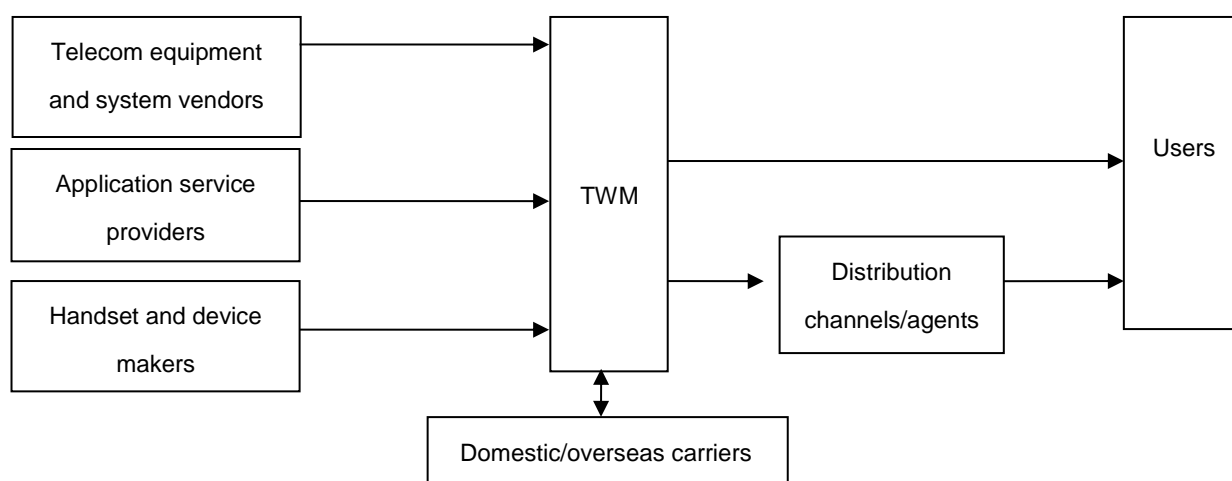 Telecom equipment
and system vendors
Application service
providers
Handset and device
makers
TWM
Distribution
channels/agents
Users
Domestic/overseas carriers